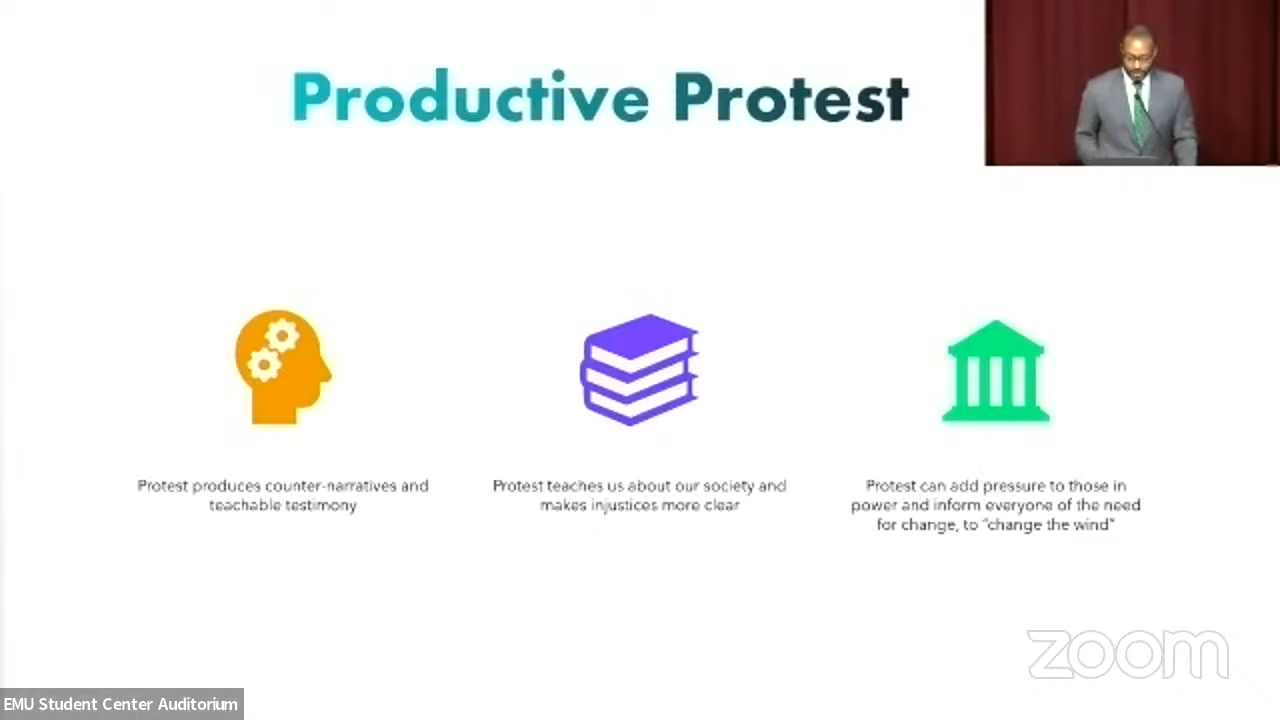 Productive Protest
Protest produces counter-narratives and
teachable testimony
Protest teaches us about our society and
makes injustices more clear
Protest can add pressure to those in
power and inform everyone of the need
for change, to “change the wind”
zoom
EMU Student Center Auditorium